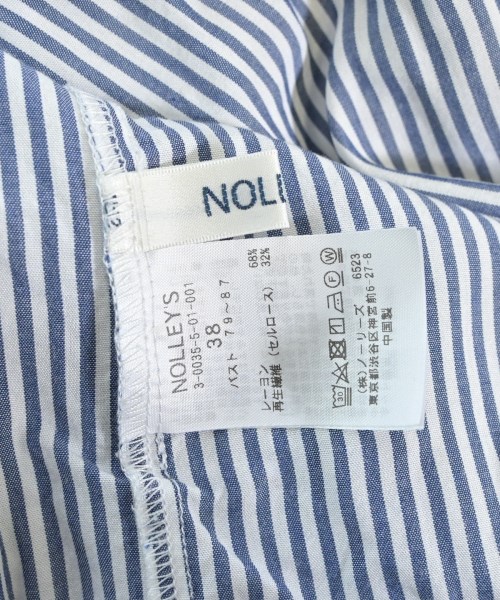 NOLL
NOLLEY'S
3-0035-5-01-001
38
バスト 79～87
レーヨン 68%
再生繊維(セルロース) 32%
30
F
W
(株)ノーリーズ 6523
東京都渋谷区神宮前6-27-8
中国製